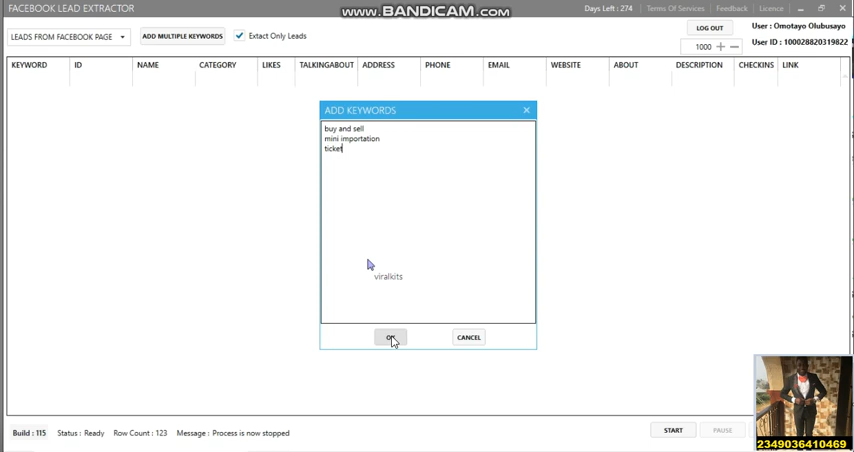 FACEBOOK LEAD EXTRACTOR
www.BANDICAM.com
Days Left : 274
Terms Of Services
Feedback
Licence
LEADS FROM FACEBOOK PAGE
ADD MULTIPLE KEYWORDS
Extract Only Leads
LOG OUT
User : Omotayo Olubusayo
1000
User ID : 100028820319822
KEYWORD ID NAME CATEGORY LIKES TALKINGABOUT ADDRESS PHONE EMAIL WEBSITE ABOUT DESCRIPTION CHECKINS LINK
ADD KEYWORDS
buy and sell
mini importation
ticket
viralkits
OK
CANCEL
Build : 115 Status : Ready Row Count : 123 Message : Process is now stopped
START
PAUSE
2349036410469